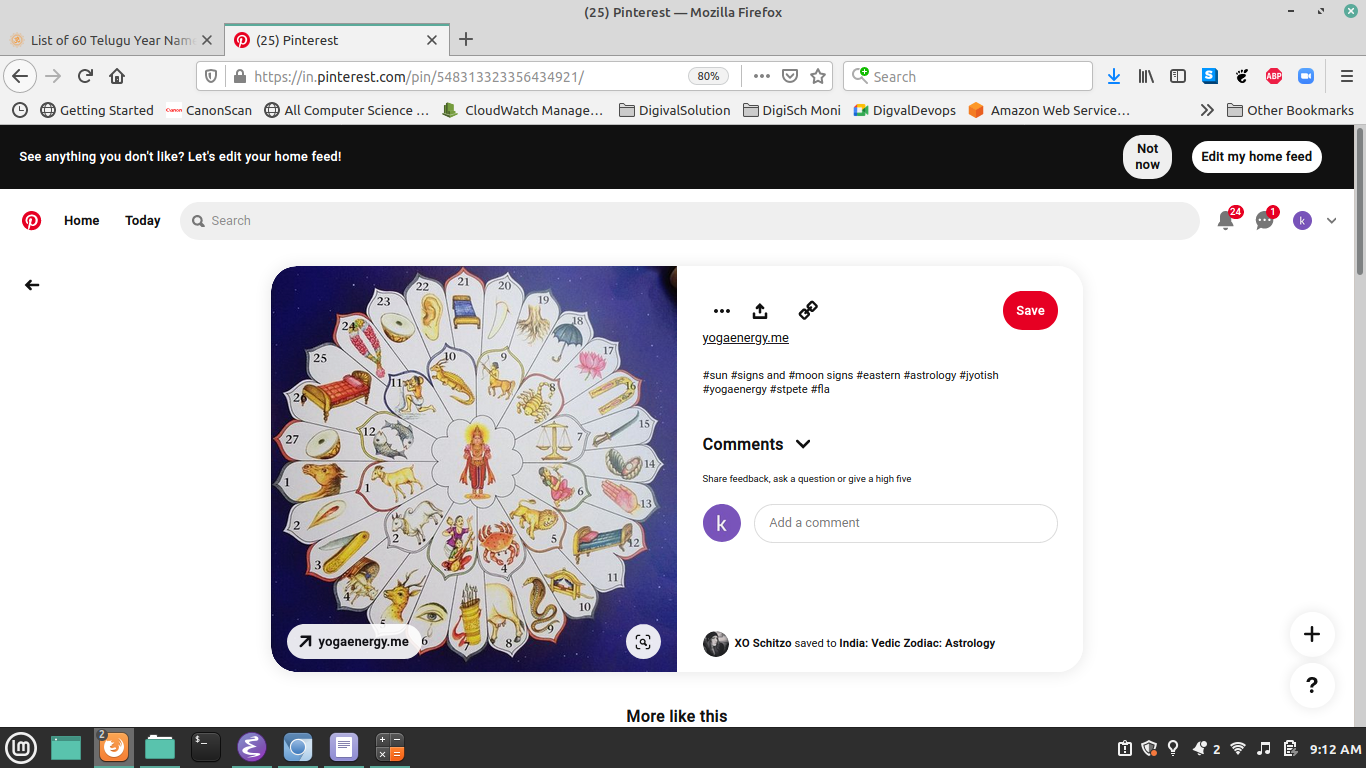 (25) Pinterest — Mozilla Firefox
List of 60 Telugu Year Nam
(25) Pinterest
https://in.pinterest.com/pin/548313323356434921/
80%
Search
Getting Started
CanonScan
All Computer Science ...
CloudWatch Manage...
DigivalSolution
DigiSch Moni
DigvalDevops
Amazon Web Service...
Other Bookmarks
See anything you don't like? Let's edit your home feed!
Not
now
Edit my home feed
Home
Today
Search
24
1
k
21
22
20
23
19
24
18
25
17
10
9
11
8
26
16
27
12
7
15
14
1
1
6
13
2
2
5
12
3
4
11
4
10
5
6
7
8
9
yogaenergy.me
Save
yogaenergy.me
#sun #signs and #moon signs #eastern #astrology #jyotish
#yogaenergy #stpete #fla
Comments
Share feedback, ask a question or give a high five
k
Add a comment
XO Schitzo saved to India: Vedic Zodiac: Astrology
+
?
More like this
2
2
9:12 AM